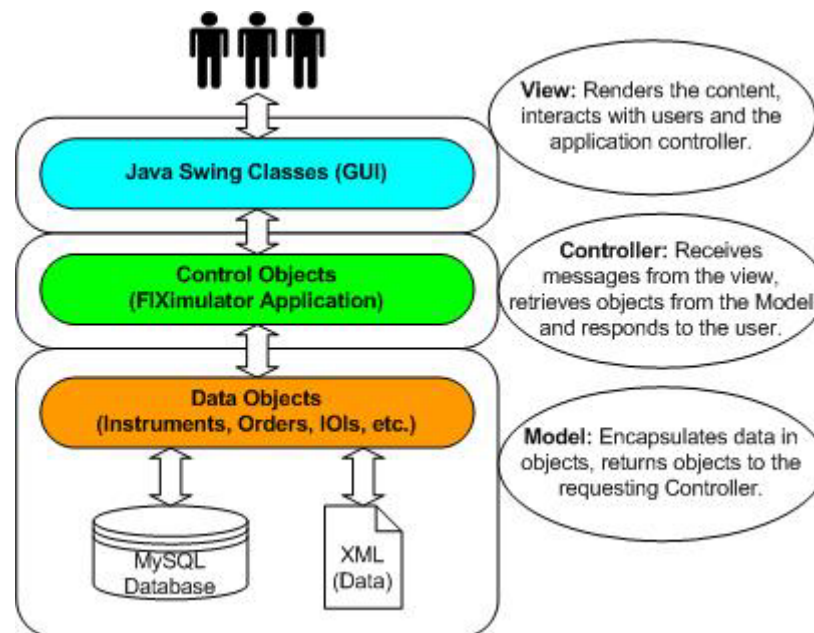 View: Renders the content,
interacts with users and the
application controller.
Java Swing Classes (GUI)
Controller: Receives
messages from the view,
retrieves objects from the Model
and responds to the user.
Control Objects
(FIXimulator Application)
Data Objects
(Instruments, Orders, IOIs, etc.)
Model: Encapsulates data in
objects, returns objects to the
requesting Controller.
MySQL
Database
XML
(Data)